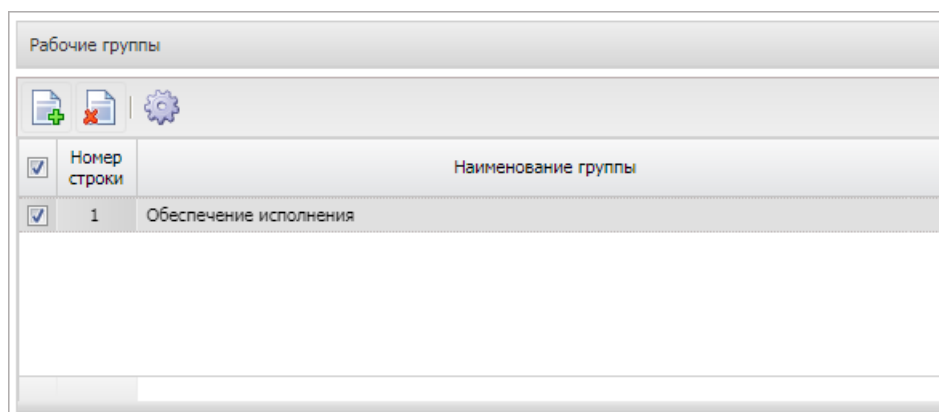 Рабочие группы
Номер
строки
Наименование группы
1 Обеспечение исполнения